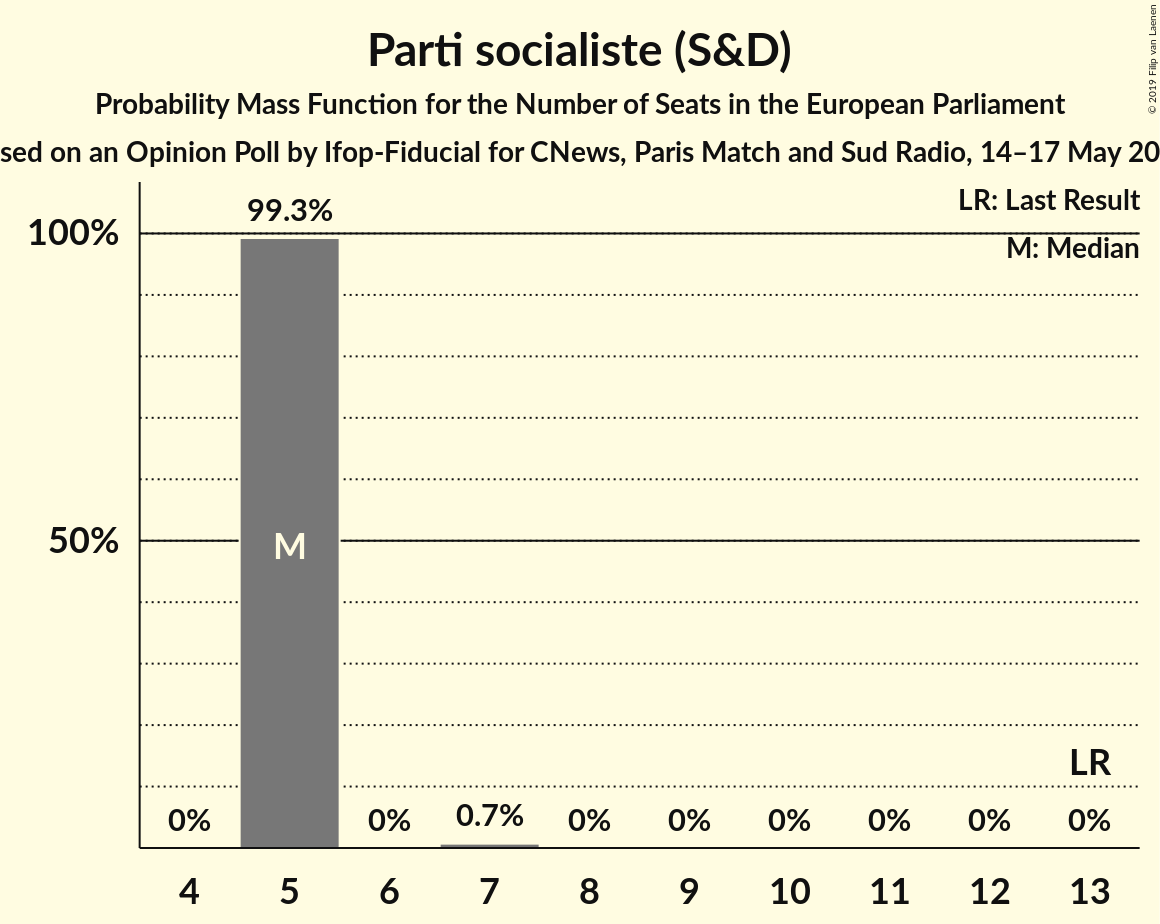 Parti socialiste (S&D)
Probability Mass Function for the Number of Seats in the European Parliament
sed on an Opinion Poll by Ifop-Fiducial for CNews, Paris Match and Sud Radio, 14–17 May 20
© 2019 Filip van Laenen
LR: Last Result
M: Median
99.3%
100%
50%
M
LR
0%
0%
0.7%
0%
0%
0%
0%
0%
0%
4 5 6 7 8 9 10 11 12 13